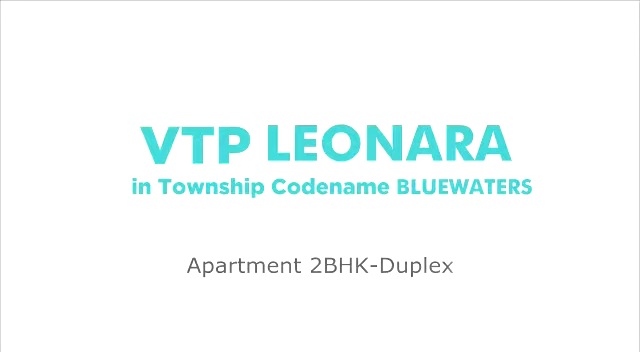 VTP LEONARA
in Township Codename BLUEWATERS
Apartment 2BHK-Duplex